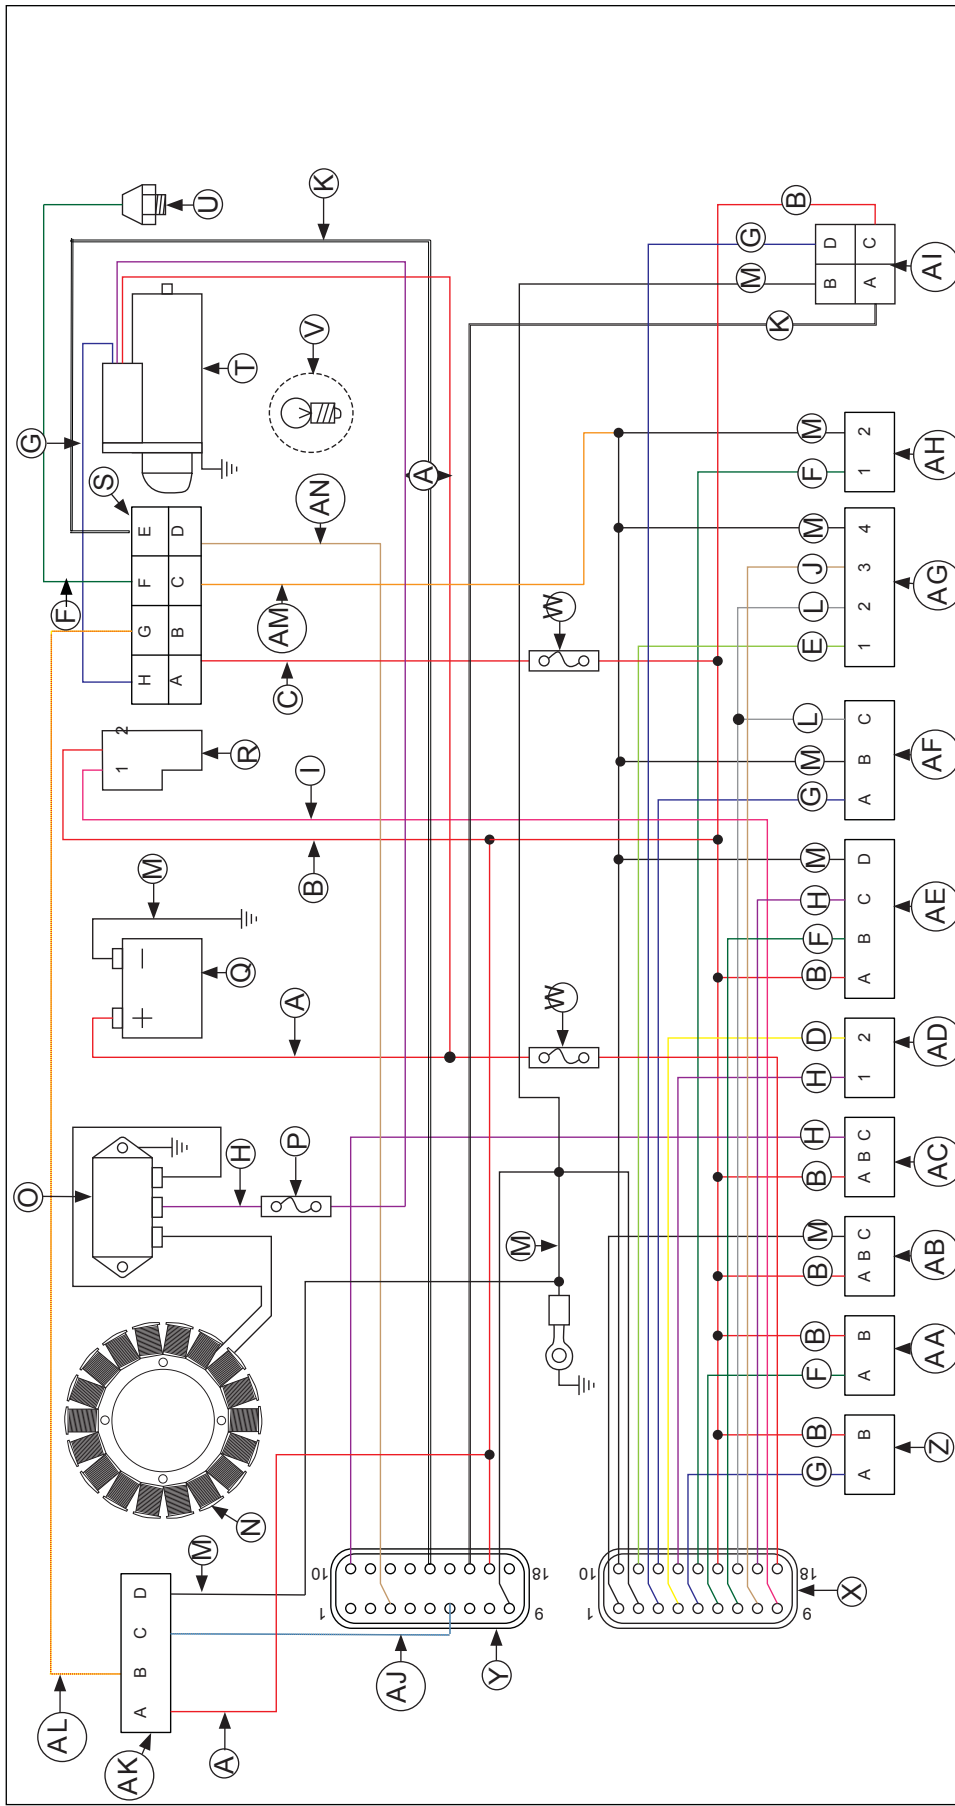 O
G
AL
F
S
AK
1 2
A B C D
+ −
H G F E
M
A B C D
M
U
A
N
H
Q
R
T
P
A
C
AM
B
I
AN
V
K
1 10
AJ
A
Y
M
9 18
W
W
1 10
M G
K
B
9 18
G B F B B M B H H D B F H M G M L E L J M F M
B D
X
A B
A B
A B C
A B C
1 2
A B C D
A B C
1 2 3 4
1 2
A C
Z AA AB AC AD AE AF AG AH AI